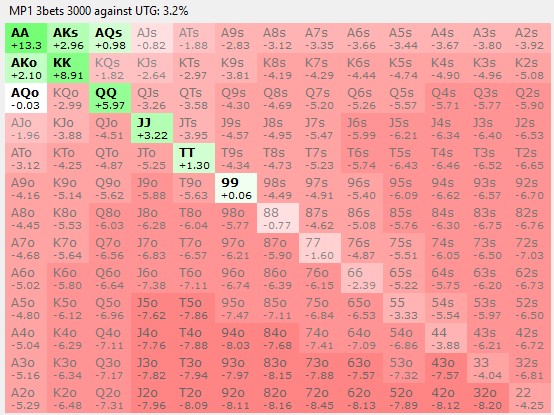 MP1 3bets 3000 against UTG: 3.2%
AA AKs AQs AJs ATs A9s A8s A7s A6s A5s A4s A3s A2s
+13.3 +2.96 +0.98 -0.82 -1.88 -2.83 -3.12 -3.35 -3.66 -3.44 -3.67 -3.80 -3.92
AKo KK KQs KJs KTs K9s K8s K7s K6s K5s K4s K3s K2s
+2.10 +8.91 -1.82 -2.64 -2.97 -3.81 -4.19 -4.29 -4.44 -4.74 -4.90 -4.96 -5.08
AQo KQo QQ QJs QTs Q9s Q8s Q7s Q6s Q5s Q4s Q3s Q2s
-0.03 -2.99 +5.97 -3.26 -3.58 -4.30 -4.69 -5.20 -5.26 -5.57 -5.71 -5.77 -5.90
AJo KJo QJo JJ JTs J9s J8s J7s J6s J5s J4s J3s J2s
-1.96 -3.88 -4.51 +3.22 -3.95 -4.57 -4.95 -5.47 -5.99 -6.21 -6.34 -6.40 -6.53
ATo KTo QTo JTo TT T9s T8s T7s T6s T5s T4s T3s T2s
-3.12 -4.25 -4.87 -5.25 +1.30 -4.34 -4.73 -5.23 -5.74 -6.43 -6.46 -6.52 -6.65
A9o K9o Q9o J9o T9o 99 98s 97s 96s 95s 94s 93s 92s
-4.16 -5.14 -5.62 -5.88 -5.63 +0.06 -4.49 -4.91 -5.40 -6.09 -6.62 -6.57 -6.70
A8o K8o Q8o J8o T8o 98o 88 87s 86s 85s 84s 83s 82s
-4.45 -5.53 -6.03 -6.28 -6.04 -5.77 -0.77 -4.62 -5.08 -5.76 -6.30 -6.75 -6.76
A7o K7o Q7o J7o T7o 97o 87o 77 76s 75s 74s 73s 72s
-4.68 -5.64 -6.56 -6.83 -6.57 -6.21 -5.90 -1.60 -4.87 -5.51 -6.05 -6.50 -7.03
A6o K6o Q6o J6o T6o 96o 86o 76o 66 65s 64s 63s 62s
-5.02 -5.80 -6.64 -7.38 -7.11 -6.74 -6.39 -6.15 -2.39 -5.22 -5.75 -6.20 -6.73
A5o K5o Q5o J5o T5o 95o 85o 75o 65o 55 54s 53s 52s
-4.80 -6.12 -6.96 -7.62 -7.86 -7.47 -7.11 -6.84 -6.53 -3.33 -5.54 -5.97 -6.50
A4o K4o Q4o J4o T4o 94o 84o 74o 64o 54o 44 43s 42s
-5.04 -6.29 -7.11 -7.76 -7.88 -8.03 -7.68 -7.41 -7.09 -6.86 -3.88 -6.21 -6.72
A3o K3o Q3o J3o T3o 93o 83o 73o 63o 53o 43o 33 32s
-5.16 -6.34 -7.17 -7.82 -7.94 -7.97 -8.15 -7.88 -7.57 -7.32 -7.57 -4.04 -6.81
A2o K2o Q2o J2o T2o 92o 82o 72o 62o 52o 42o 32o 22
-5.29 -6.48 -7.31 -7.96 -8.09 -8.11 -8.16 -8.45 -8.13 -7.89 -8.12 -8.20 -4.25